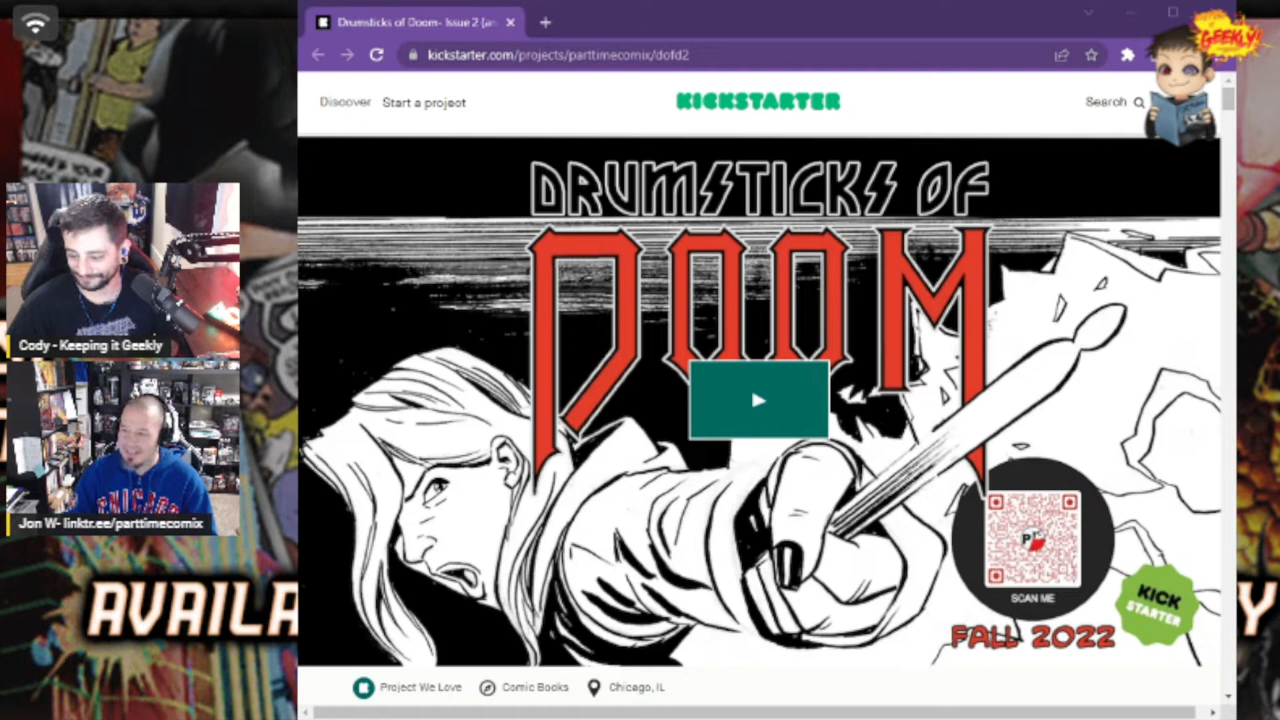 Drumsticks of Doom- Issue 2 (an
kickstarter.com/projects/parttimecomix/dofd2
GEEKLY!
Discover Start a project
KICKSTARTER
Search
DRUMSTICKS OF
DOOM
Cody - Keeping it Geekly
CHICAGO
Jon W- linktr.ee/parttimecomix
SCAN ME
KICK
STARTER
FALL 2022
AVAILA
Y
Project We Love Comic Books Chicago, IL